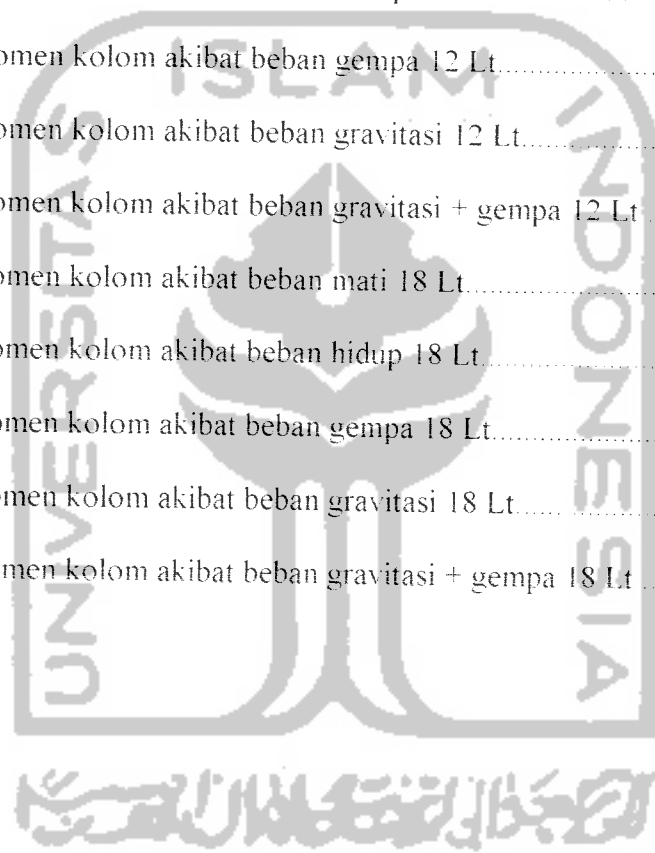 omen kolom akibat beban gempa 12 Lt..................
omen kolom akibat beban gravitasi 12 Lt...............
omen kolom akibat beban gravitasi + gempa 12 Lt ..
omen kolom akibat beban mati 18 Lt.....................
omen kolom akibat beban hidup 18 Lt...................
omen kolom akibat beban gempa 18 Lt..................
omen kolom akibat beban gravitasi 18 Lt...............
men kolom akibat beban gravitasi + gempa 18 Lt ..
UNIVERSITAS
ISLAM
INDONESIA